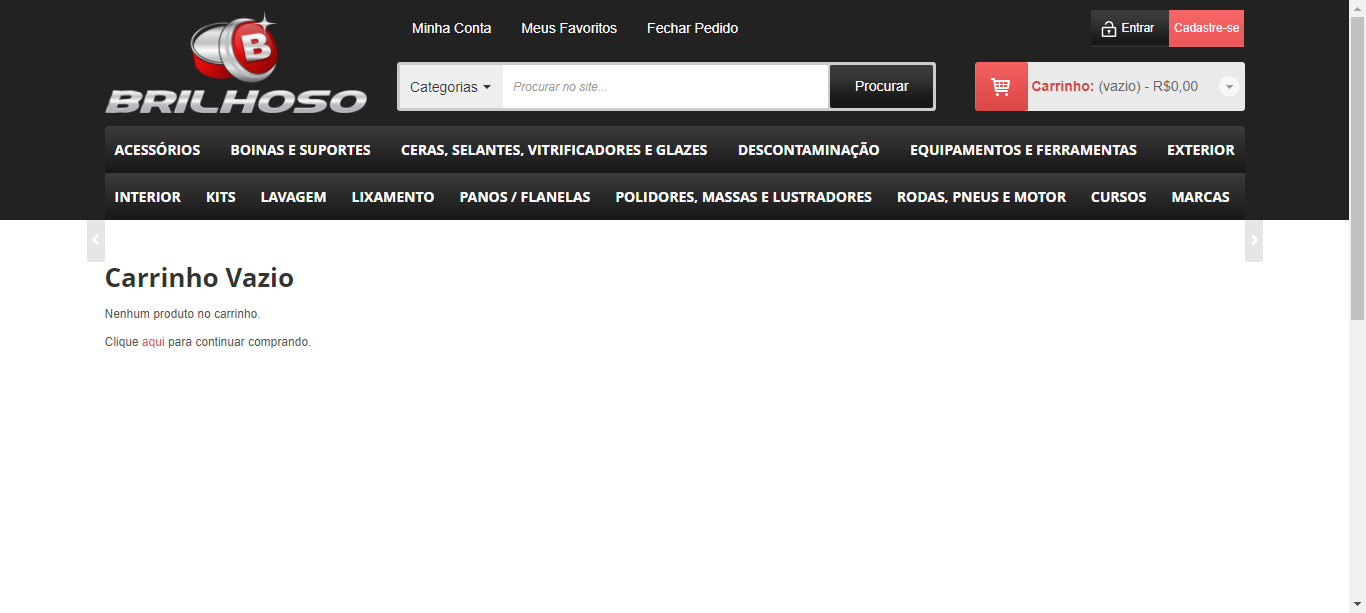 Minha Conta Meus Favoritos Fechar Pedido
Entrar Cadastre-se
B
BRILHOSO
Categorias Procurar no site... Procurar
Carrinho: (vazio) - R$0,00
ACESSÓRIOS BOINAS E SUPORTES CERAS, SELANTES, VITRIFICADORES E GLAZES DESCONTAMINAÇÃO EQUIPAMENTOS E FERRAMENTAS EXTERIOR
INTERIOR KITS LAVAGEM LIXAMENTO PANOS / FLANELAS POLIDORES, MASSAS E LUSTRADORES RODAS, PNEUS E MOTOR CURSOS MARCAS
Carrinho Vazio
Nenhum produto no carrinho.
Clique aqui para continuar comprando.